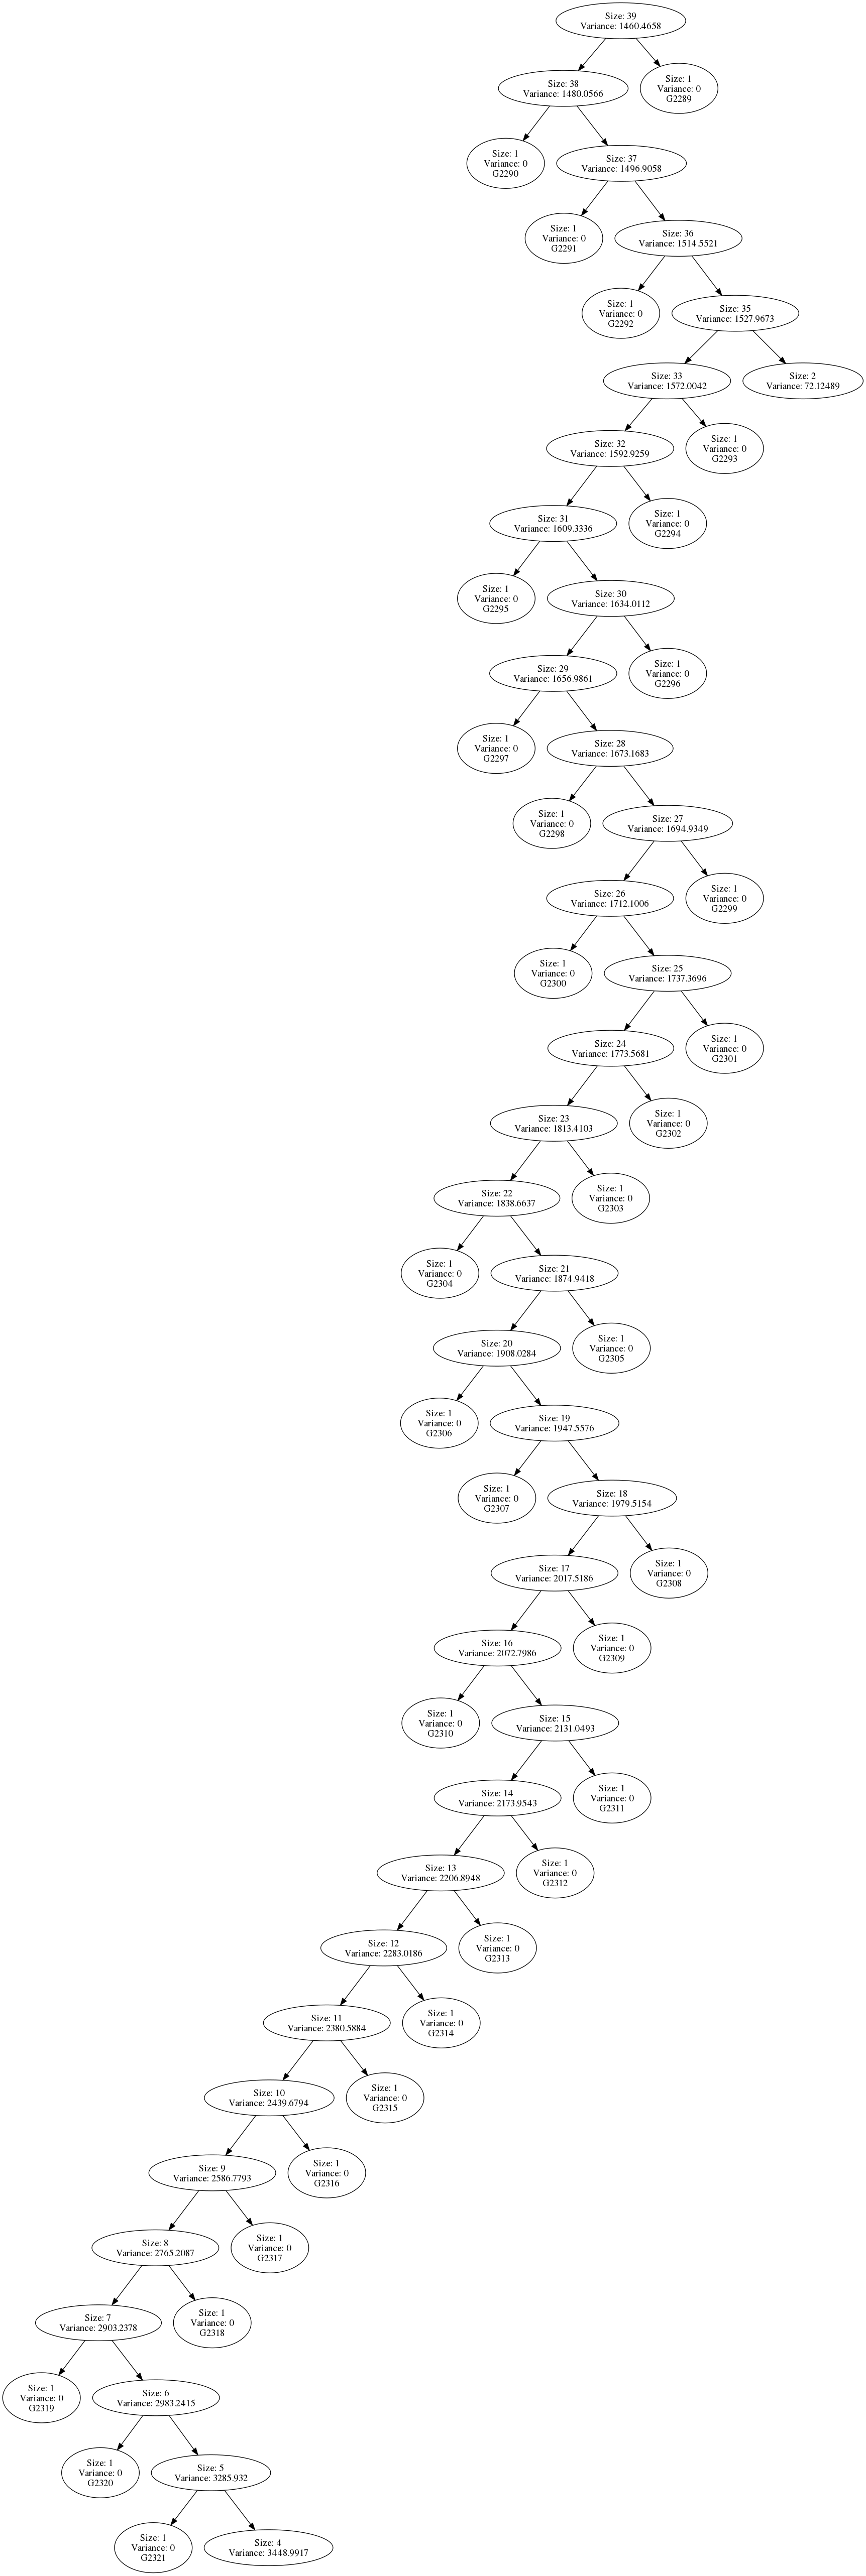 Size: 39
Variance: 1460.4658
Size: 38
Variance: 1480.0566
Size: 1
Variance: 0
G2289
Size: 1
Variance: 0
G2290
Size: 37
Variance: 1496.9058
Size: 1
Variance: 0
G2291
Size: 36
Variance: 1514.5521
Size: 1
Variance: 0
G2292
Size: 35
Variance: 1527.9673
Size: 33
Variance: 1572.0042
Size: 2
Variance: 72.12489
Size: 32
Variance: 1592.9259
Size: 1
Variance: 0
G2293
Size: 31
Variance: 1609.3336
Size: 1
Variance: 0
G2294
Size: 1
Variance: 0
G2295
Size: 30
Variance: 1634.0112
Size: 29
Variance: 1656.9861
Size: 1
Variance: 0
G2296
Size: 1
Variance: 0
G2297
Size: 28
Variance: 1673.1683
Size: 1
Variance: 0
G2298
Size: 27
Variance: 1694.9349
Size: 26
Variance: 1712.1006
Size: 1
Variance: 0
G2299
Size: 1
Variance: 0
G2300
Size: 25
Variance: 1737.3696
Size: 24
Variance: 1773.5681
Size: 1
Variance: 0
G2301
Size: 23
Variance: 1813.4103
Size: 1
Variance: 0
G2302
Size: 22
Variance: 1838.6637
Size: 1
Variance: 0
G2303
Size: 1
Variance: 0
G2304
Size: 21
Variance: 1874.9418
Size: 20
Variance: 1908.0284
Size: 1
Variance: 0
G2305
Size: 1
Variance: 0
G2306
Size: 19
Variance: 1947.5576
Size: 1
Variance: 0
G2307
Size: 18
Variance: 1979.5154
Size: 17
Variance: 2017.5186
Size: 1
Variance: 0
G2308
Size: 16
Variance: 2072.7986
Size: 1
Variance: 0
G2309
Size: 1
Variance: 0
G2310
Size: 15
Variance: 2131.0493
Size: 14
Variance: 2173.9543
Size: 1
Variance: 0
G2311
Size: 13
Variance: 2206.8948
Size: 1
Variance: 0
G2312
Size: 12
Variance: 2283.0186
Size: 1
Variance: 0
G2313
Size: 11
Variance: 2380.5884
Size: 1
Variance: 0
G2314
Size: 10
Variance: 2439.6794
Size: 1
Variance: 0
G2315
Size: 9
Variance: 2586.7793
Size: 1
Variance: 0
G2316
Size: 8
Variance: 2765.2087
Size: 1
Variance: 0
G2317
Size: 7
Variance: 2903.2378
Size: 1
Variance: 0
G2318
Size: 1
Variance: 0
G2319
Size: 6
Variance: 2983.2415
Size: 1
Variance: 0
G2320
Size: 5
Variance: 3285.932
Size: 1
Variance: 0
G2321
Size: 4
Variance: 3448.9917